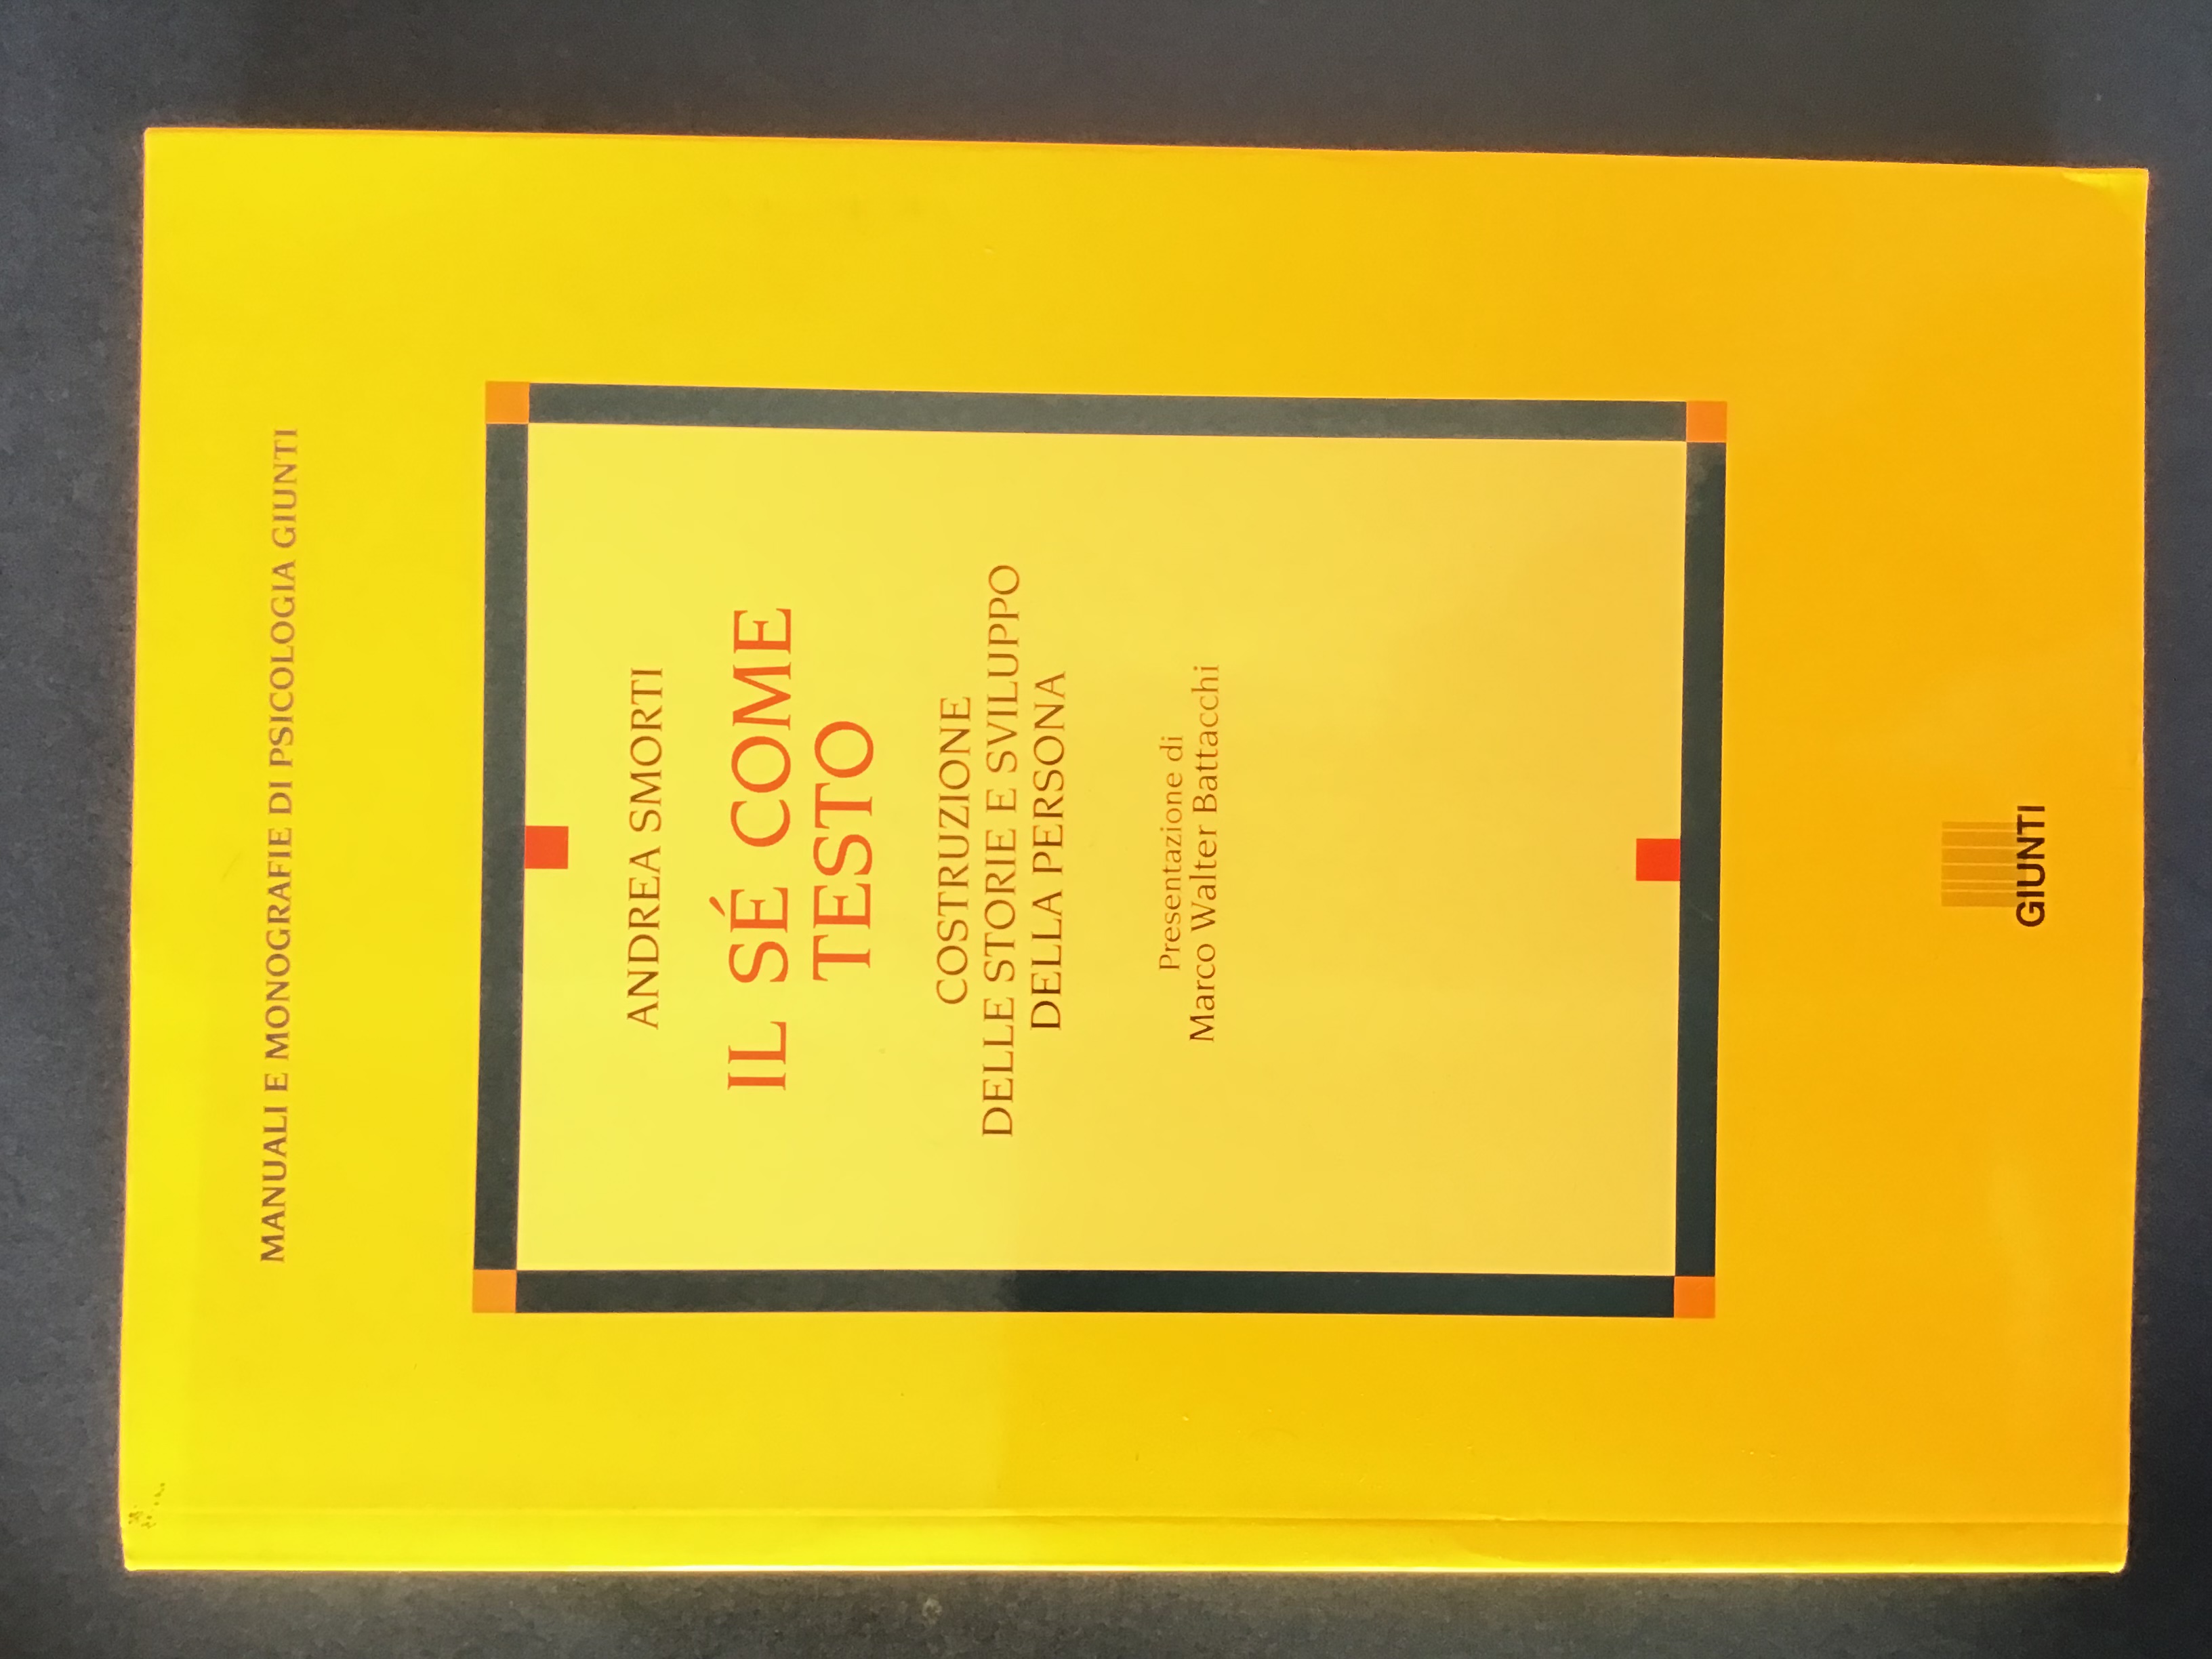 MANUALI E MONOGRAFIE DI PSICOLOGIA GIUNTI
ANDREA SMORTI
IL SÉ COME
TESTO
COSTRUZIONE
DELLE STORIE E SVILUPPO
DELLA PERSONA
Presentazione di
Marco Walter Battacchi
GIUNTI